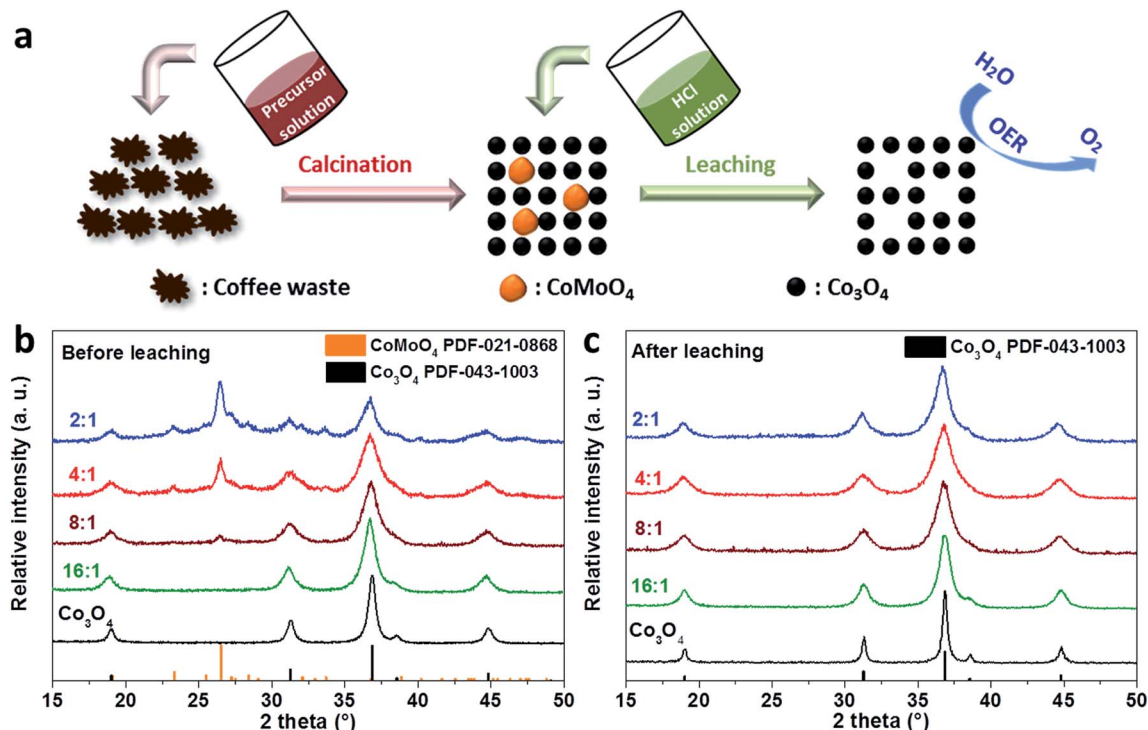 a
Precursor
solution
HCl
solution
H₂O
OER
O₂
Calcination
Leaching
: Coffee waste
: CoMoO₄
: Co₃O₄
b
Before leaching
CoMoO₄ PDF-021-0868
Co₃O₄ PDF-043-1003
2:1
4:1
8:1
16:1
Co₃O₄
Relative intensity (a. u.)
15 20 25 30 35 40 45 50
2 theta (°)
c
After leaching
Co₃O₄ PDF-043-1003
2:1
4:1
8:1
16:1
Co₃O₄
Relative intensity (a. u.)
15 20 25 30 35 40 45 50
2 theta (°)